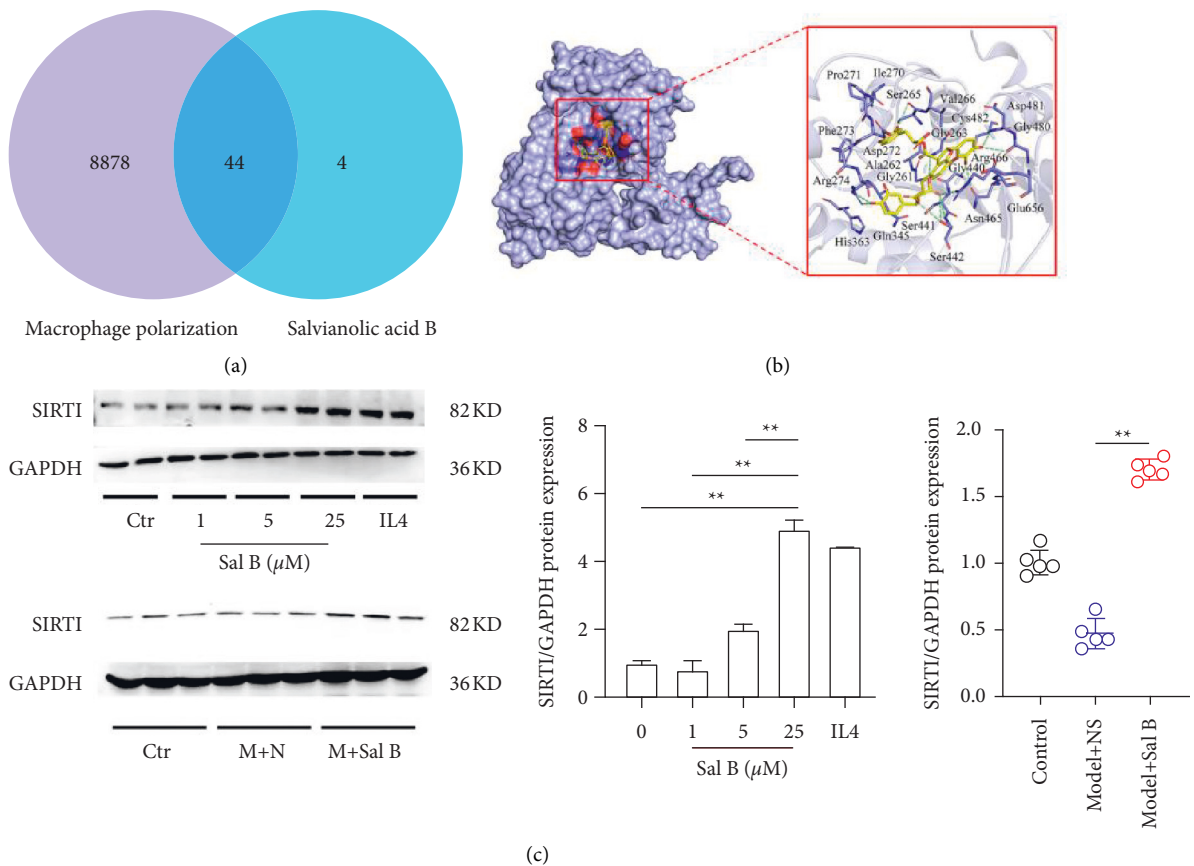 8878
44
4
Macrophage polarization
Salvianolic acid B
(a)
Pro271
Ile270
Ser265
Val266
Asp481
Cys482
Gly480
Phe273
Gly263
Asp272
Arg466
Ala262
Gly440
Arg274
Gly261
Glu656
Asn465
Ser441
His363
Gln345
Ser442
(b)
SIRTI
82 KD
GAPDH
36 KD
Ctr
1
5
25
IL4
Sal B (μM)
SIRTI
82 KD
GAPDH
36 KD
Ctr
M+N
M+Sal B
SIRTI/GAPDH protein expression
8
6
4
2
0
**
**
**
0
1
5
25
IL4
Sal B (μM)
SIRTI/GAPDH protein expression
2.0
1.5
1.0
0.5
0.0
**
Control
Model+NS
Model+Sal B
(c)